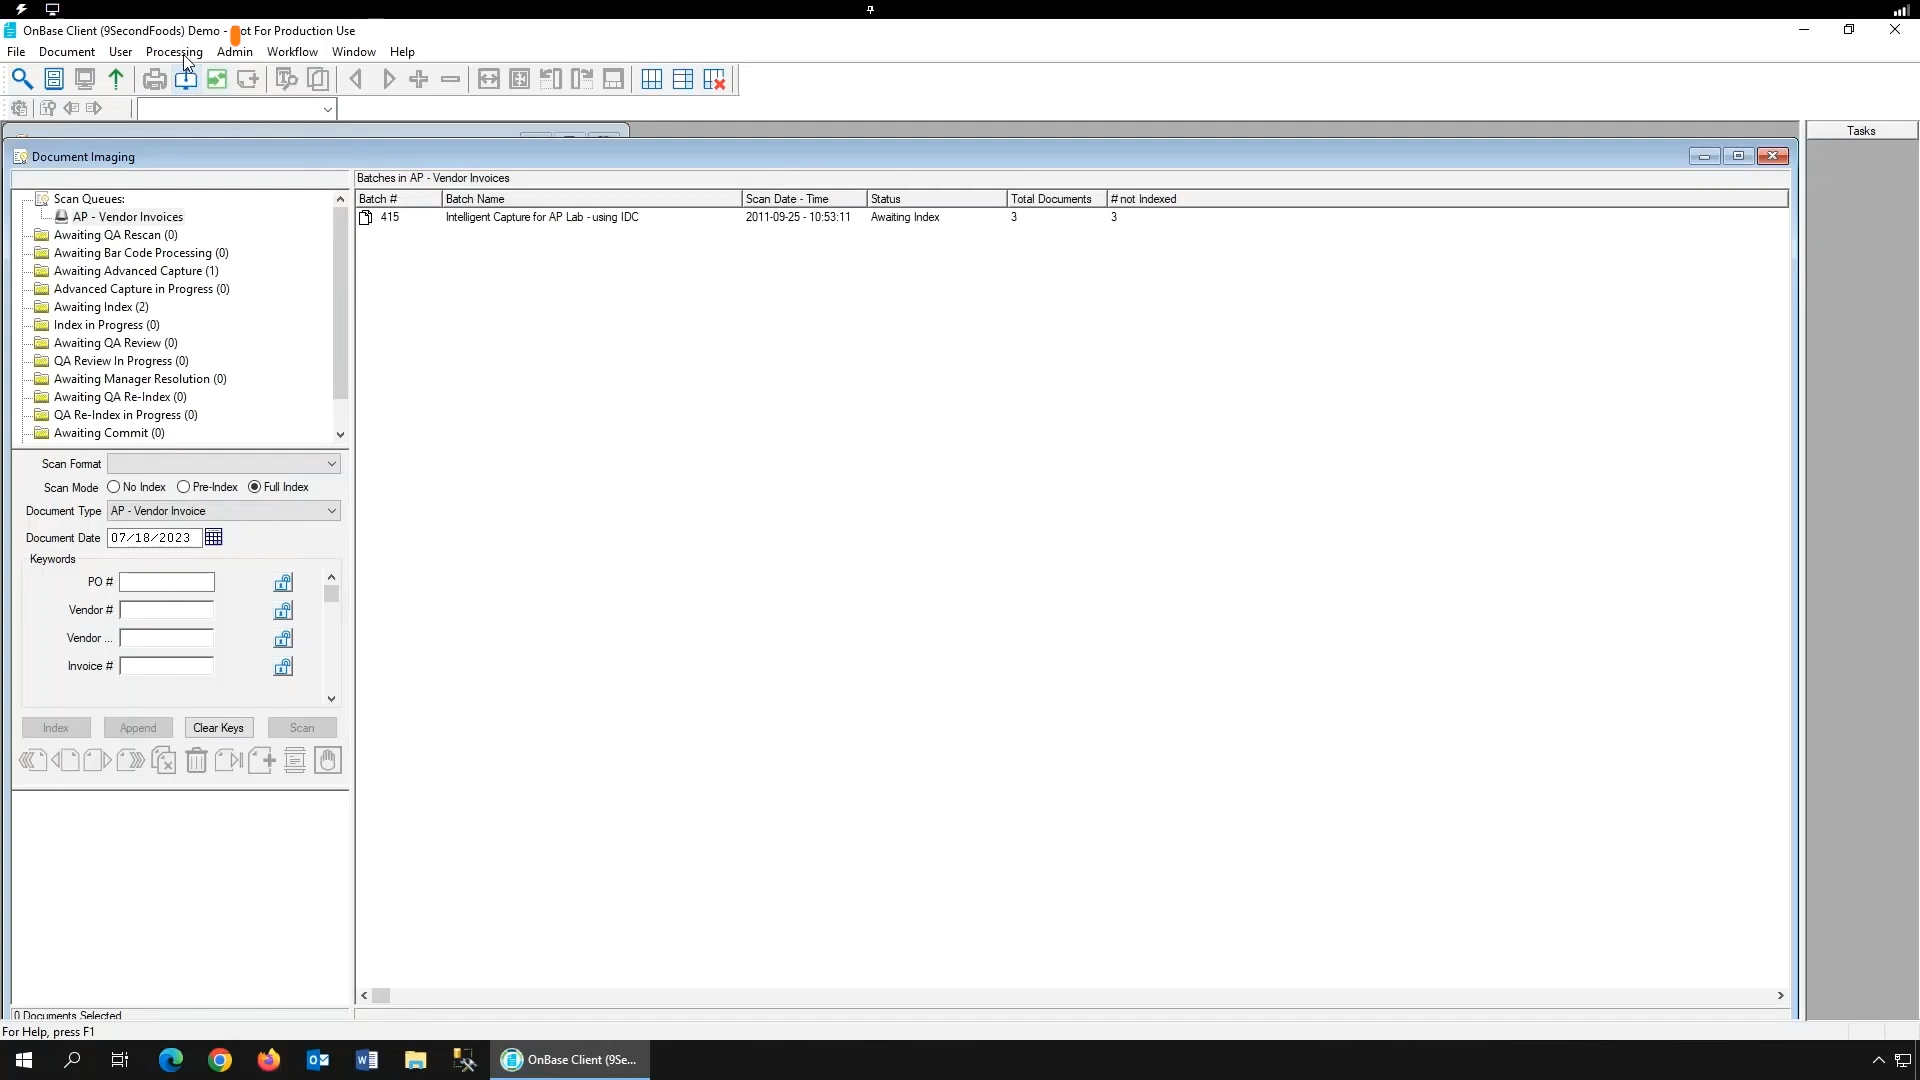 OnBase Client (9SecondFoods) Demo - ot For Production Use
File Document User Processing Admin Workflow Window Help
Tasks
Document Imaging
Batches in AP - Vendor Invoices
Scan Queues:
AP - Vendor Invoices
Awaiting QA Rescan (0)
Awaiting Bar Code Processing (0)
Awaiting Advanced Capture (1)
Advanced Capture in Progress (0)
Awaiting Index (2)
Index in Progress (0)
Awaiting QA Review (0)
QA Review In Progress (0)
Awaiting Manager Resolution (0)
Awaiting QA Re-Index (0)
QA Re-Index in Progress (0)
Awaiting Commit (0)
Batch # Batch Name Scan Date - Time Status Total Documents # not Indexed
415 Intelligent Capture for AP Lab - using IDC 2011-09-25 - 10:53:11 Awaiting Index 3 3
Scan Format
Scan Mode No Index Pre-Index Full Index
Document Type AP - Vendor Invoice
Document Date 07/18/2023
Keywords
PO #
Vendor #
Vendor ...
Invoice #
Index Append Clear Keys Scan
0 Documents Selected
For Help, press F1
OnBase Client (9Se...